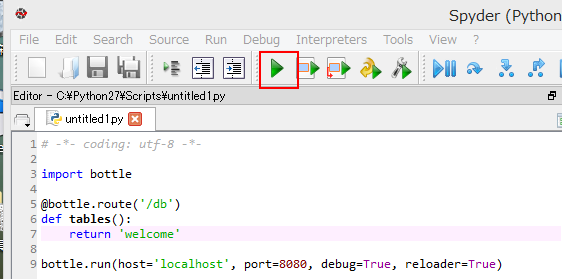 Spyder (Python
File Edit Search Source Run Debug Interpreters Tools View ?
Editor - C:¥Python27¥Scripts¥untitled1.py
untitled1.py
1 # -*- coding: utf-8 -*-
2
3 import bottle
4
5 @bottle.route('/db')
6 def tables():
7     return 'welcome'
8
9 bottle.run(host='localhost', port=8080, debug=True, reloader=True)